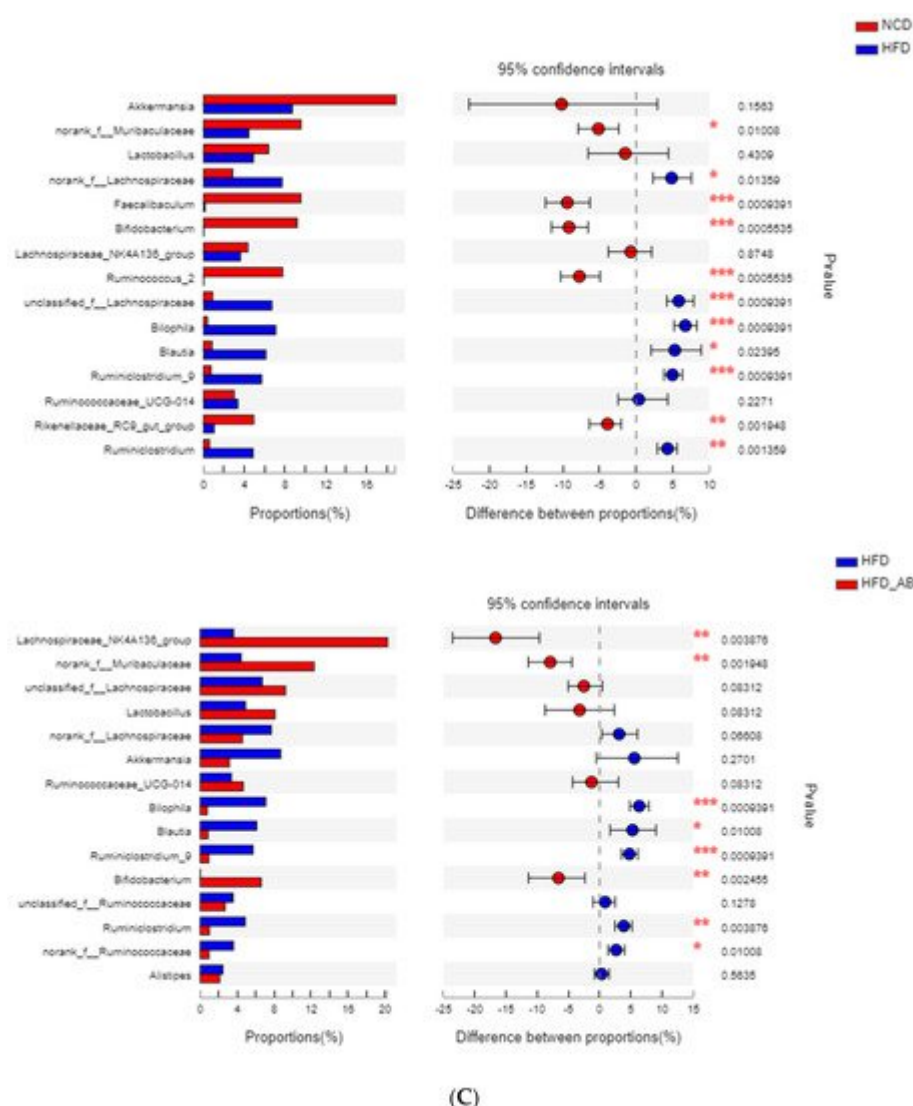 NCD
HFD
95% confidence intervals
Akkermansia 0.1563
norank_f__Muribaculaceae * 0.01008
Lactobacillus 0.4309
norank_f__Lachnospiraceae * 0.01359
Faecalibaculum *** 0.0009391
Bifidobacterium *** 0.0005535
Lachnospiraceae_NK4A136_group 0.8748
Ruminococcus_2 *** 0.0005535
unclassified_f__Lachnospiraceae *** 0.0009391
Bilophila *** 0.0009391
Blautia * 0.02395
Ruminiclostridium_9 *** 0.0009391
Ruminococcaceae_UCG-014 0.2271
Rikenellaceae_RC9_gut_group ** 0.001948
Ruminiclostridium ** 0.001359
Pvalue
0 4 8 12 16 -25 -20 -15 -10 -5 0 5 10
Proportions(%) Difference between proportions(%)
HFD
HFD_AB
95% confidence intervals
Lachnospiraceae_NK4A136_group ** 0.003876
norank_f__Muribaculaceae ** 0.001948
unclassified_f__Lachnospiraceae 0.08312
Lactobacillus 0.08312
norank_f__Lachnospiraceae 0.06608
Akkermansia 0.2701
Ruminococcaceae_UCG-014 0.08312
Bilophila *** 0.0009391
Blautia * 0.01008
Ruminiclostridium_9 *** 0.0009391
Bifidobacterium ** 0.002455
unclassified_f__Ruminococcaceae 0.1278
Ruminiclostridium ** 0.003876
norank_f__Ruminococcaceae * 0.01008
Alistipes 0.5635
Pvalue
0 4 8 12 16 20 -25 -20 -15 -10 -5 0 5 10 15
Proportions(%) Difference between proportions(%)
(C)